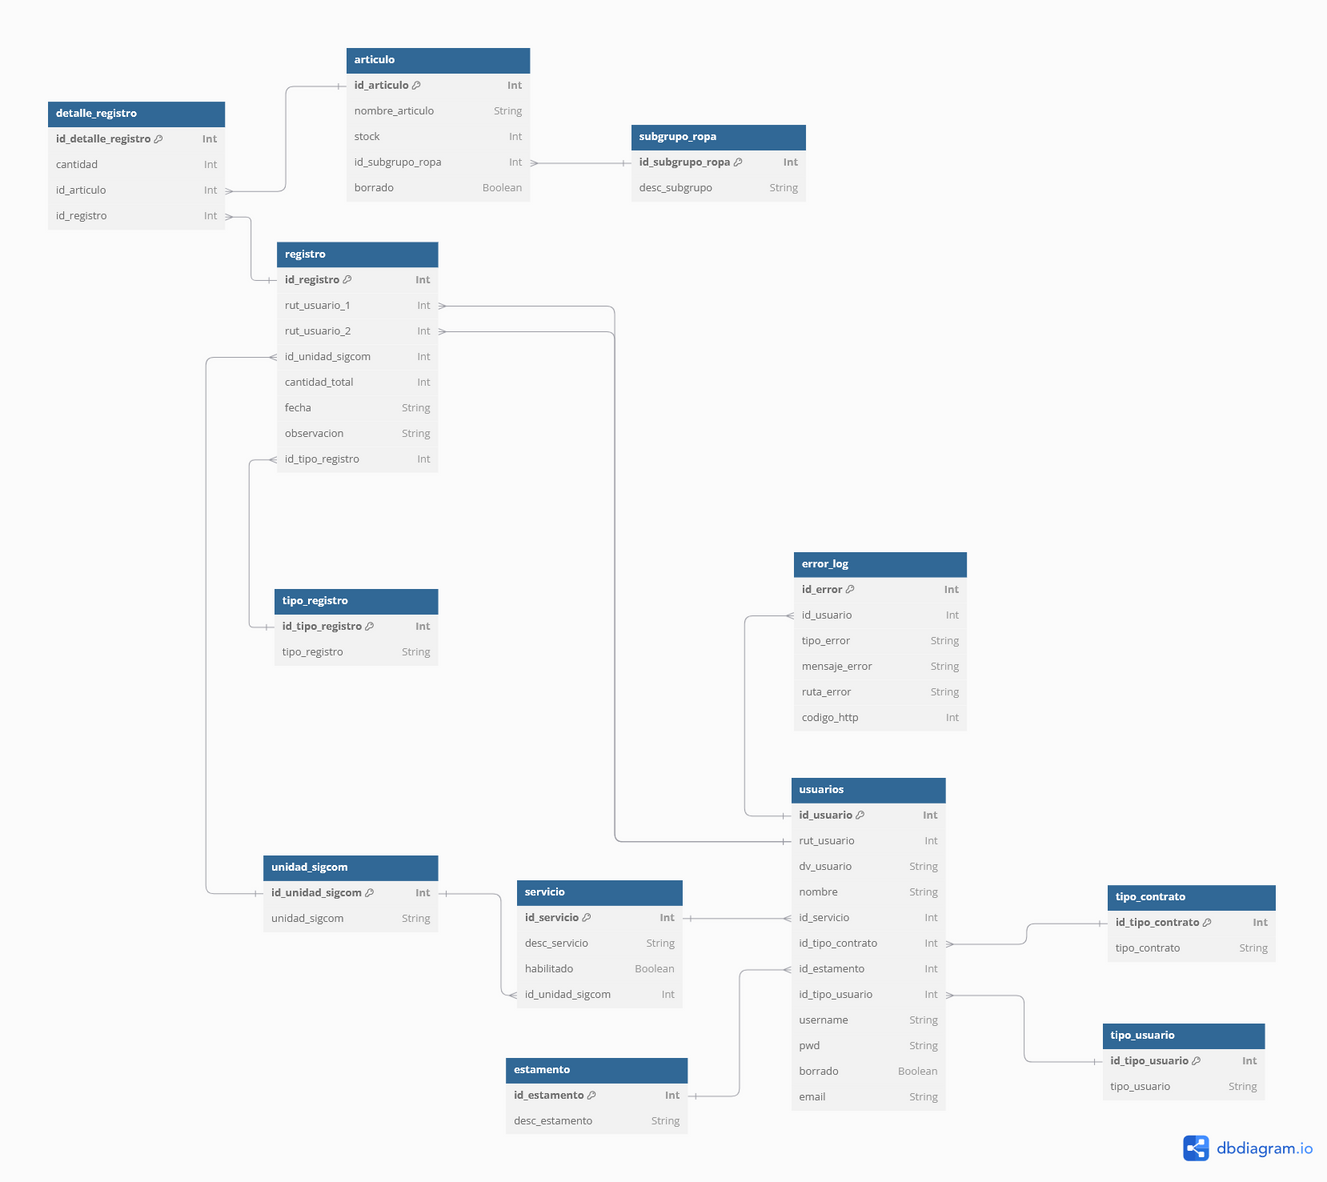 articulo
id_articulo Int
nombre_articulo String
stock Int
id_subgrupo_ropa Int
borrado Boolean
detalle_registro
id_detalle_registro Int
cantidad Int
id_articulo Int
id_registro Int
subgrupo_ropa
id_subgrupo_ropa Int
desc_subgrupo String
registro
id_registro Int
rut_usuario_1 Int
rut_usuario_2 Int
id_unidad_sigcom Int
cantidad_total Int
fecha String
observacion String
id_tipo_registro Int
tipo_registro
id_tipo_registro Int
tipo_registro String
error_log
id_error Int
id_usuario Int
tipo_error String
mensaje_error String
ruta_error String
codigo_http Int
usuarios
id_usuario Int
rut_usuario Int
dv_usuario String
nombre String
id_servicio Int
id_tipo_contrato Int
id_estamento Int
id_tipo_usuario Int
username String
pwd String
borrado Boolean
email String
unidad_sigcom
id_unidad_sigcom Int
unidad_sigcom String
servicio
id_servicio Int
desc_servicio String
habilitado Boolean
id_unidad_sigcom Int
tipo_contrato
id_tipo_contrato Int
tipo_contrato String
tipo_usuario
id_tipo_usuario Int
tipo_usuario String
estamento
id_estamento Int
desc_estamento String
dbdiagram.io